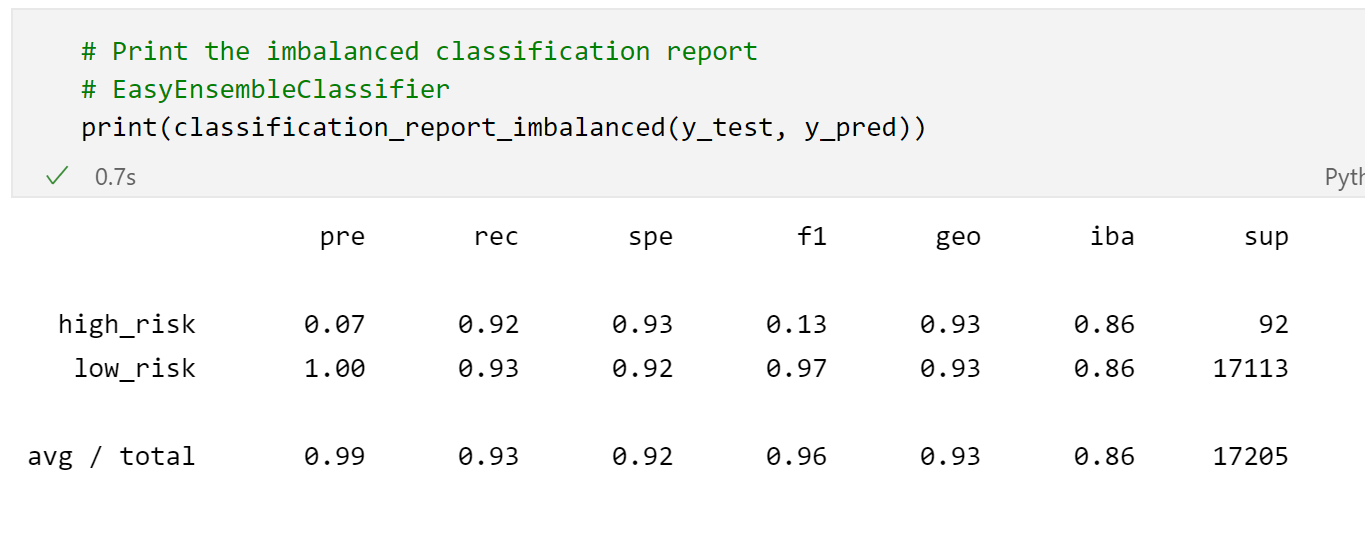 # Print the imbalanced classification report
# EasyEnsembleClassifier
print(classification_report_imbalanced(y_test, y_pred))
0.7s
Pyth
pre rec spe f1 geo iba sup
high_risk 0.07 0.92 0.93 0.13 0.93 0.86 92
low_risk 1.00 0.93 0.92 0.97 0.93 0.86 17113
avg / total 0.99 0.93 0.92 0.96 0.93 0.86 17205